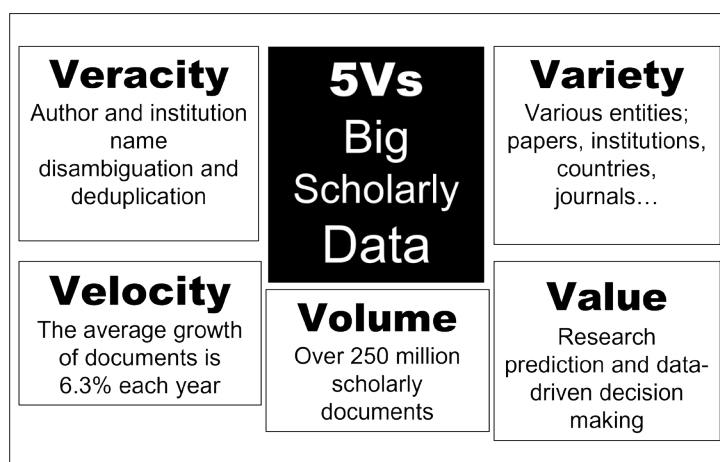 Veracity
Author and institution
name
disambiguation and
deduplication
5Vs
Big
Scholarly
Data
Variety
Various entities;
papers, institutions,
countries,
journals…
Velocity
The average growth
of documents is
6.3% each year
Volume
Over 250 million
scholarly
documents
Value
Research
prediction and data-
driven decision
making